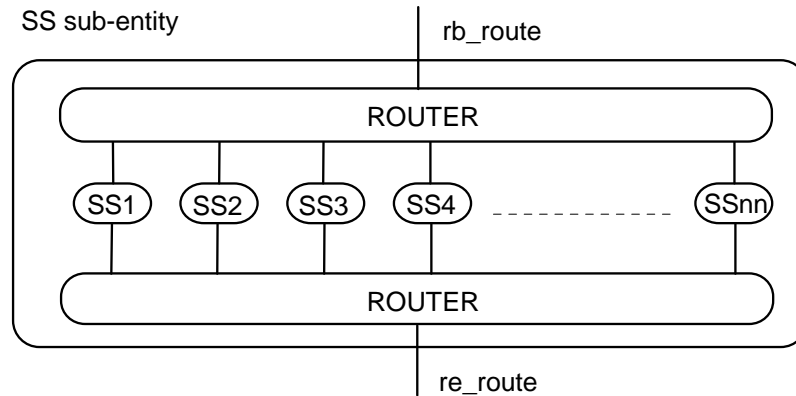 SS sub-entity
rb_route
ROUTER
SS1 SS2 SS3 SS4 SSnn
ROUTER
re_route